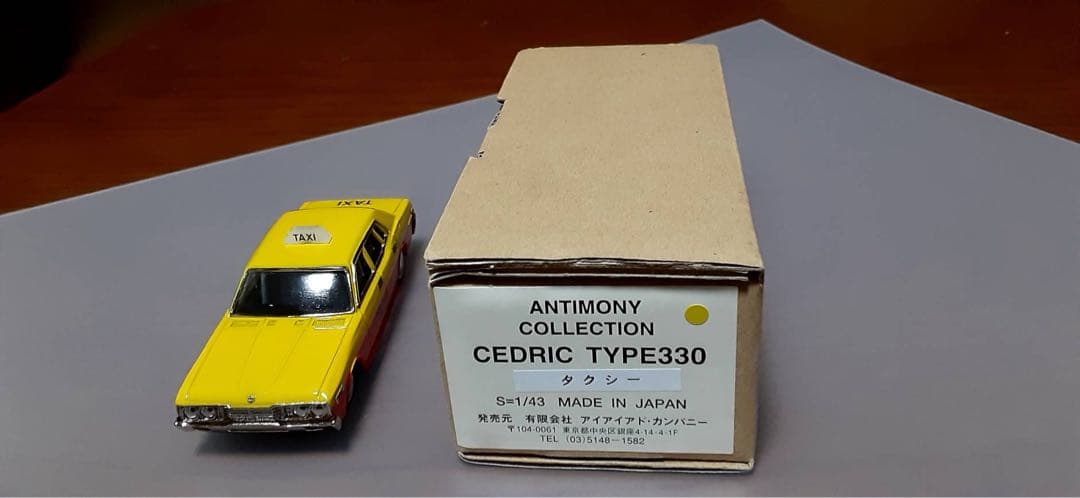 TAXI
TAXI
ANTIMONY
COLLECTION
CEDRIC TYPE330
タクシー
S=1/43 MADE IN JAPAN
発売元 有限会社 アイアイアド・カンパニー
〒104-0061 東京都中央区銀座4-14-4-1F
TEL (03)5148-1582